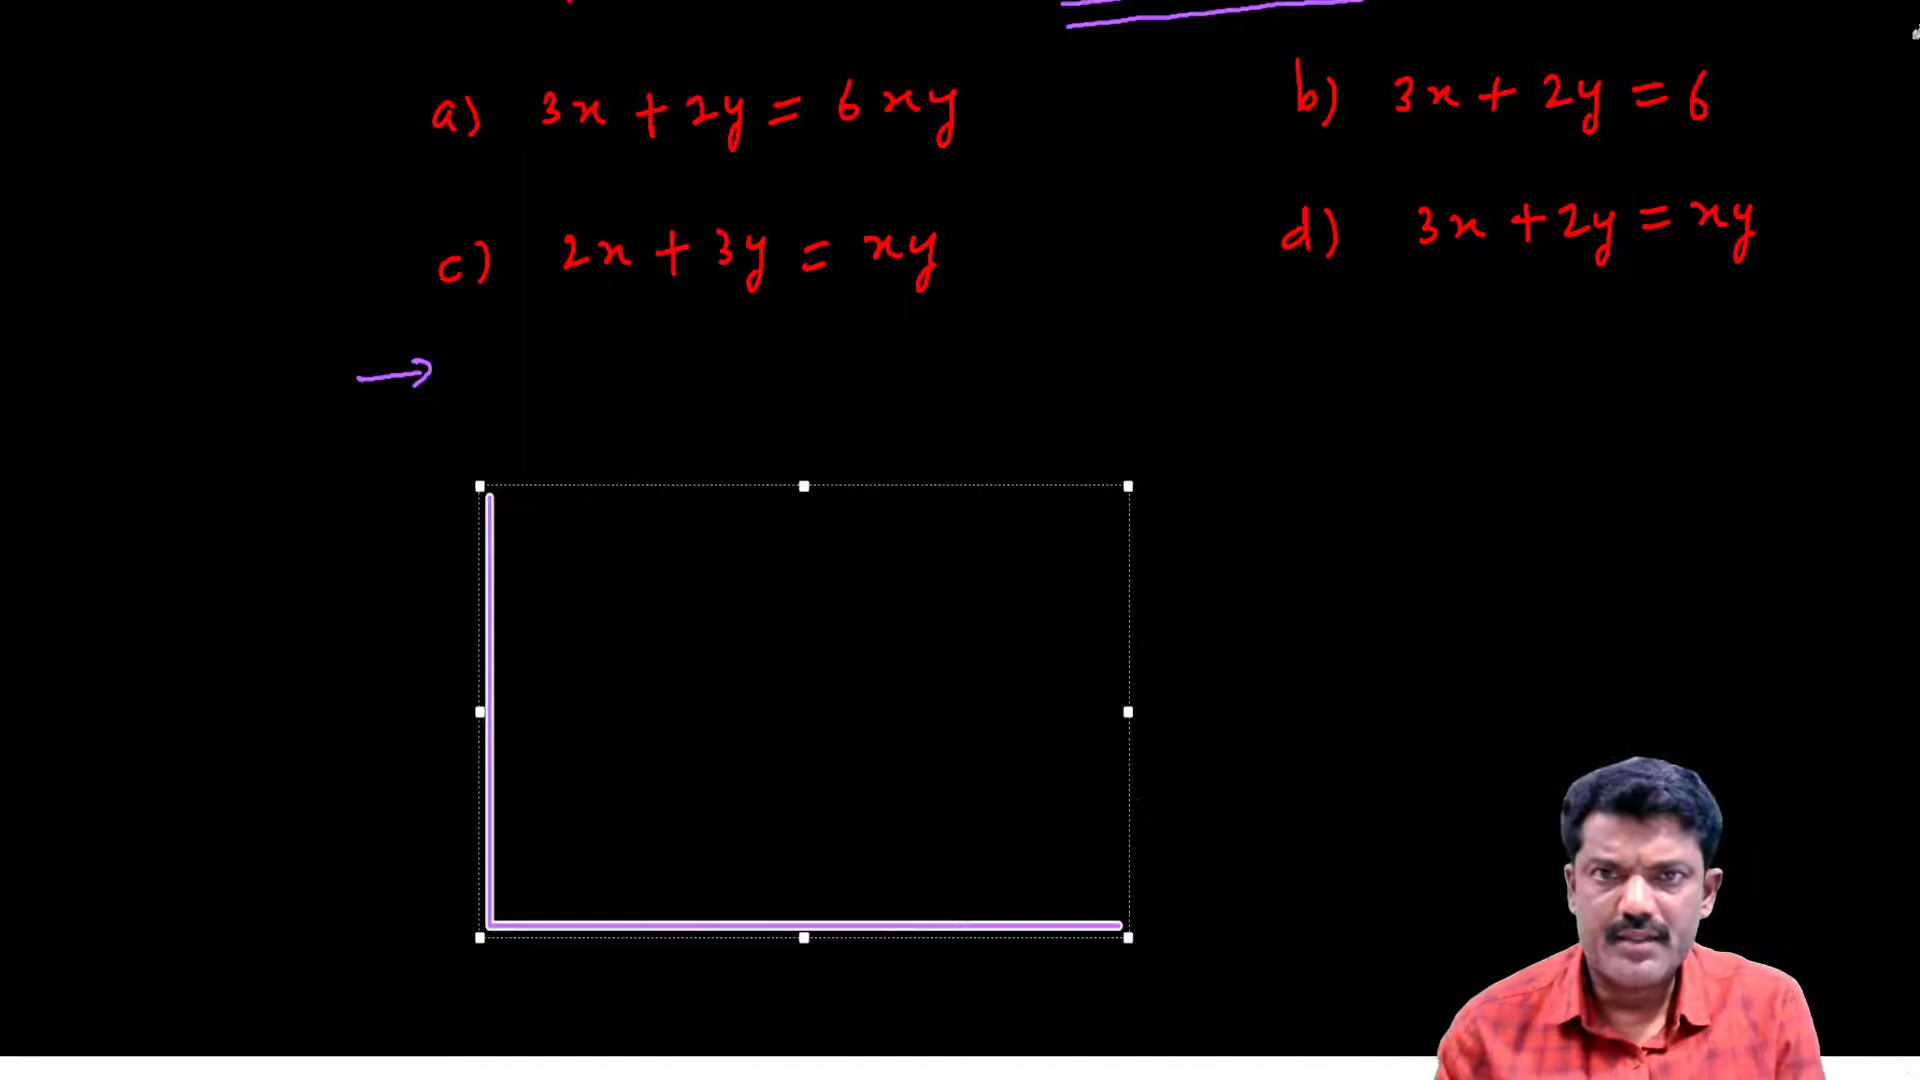 a) 3x + 2y = 6xy
b) 3x + 2y = 6
c) 2x + 3y = xy
d) 3x + 2y = xy